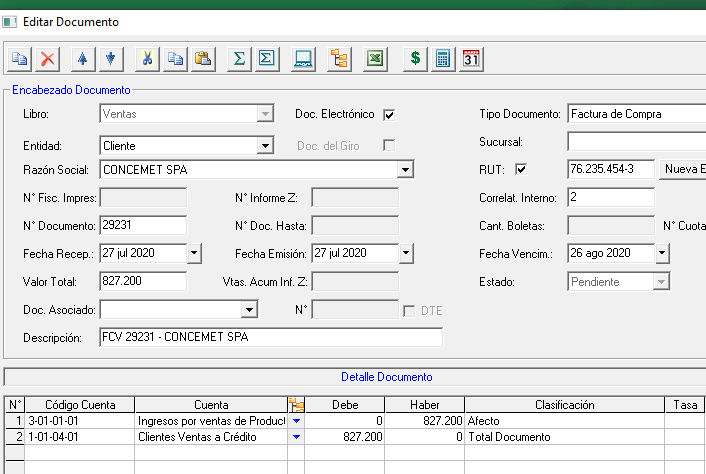 Editar Documento
$ 31
Encabezado Documento
Libro: Ventas Doc. Electrónico Tipo Documento: Factura de Compra
Entidad: Cliente Doc. del Giro Sucursal:
Razón Social: CONCEMET SPA RUT: 76.235.454-3 Nueva E
N° Fisc. Impres: N° Informe Z: Correlat. Interno: 2
N° Documento: 29231 N° Doc. Hasta: Cant. Boletas: N° Cuota
Fecha Recep.: 27 jul 2020 Fecha Emisión: 27 jul 2020 Fecha Vencim.: 26 ago 2020
Valor Total: 827.200 Vtas. Acum Inf. Z: Estado: Pendiente
Doc. Asociado: N° DTE
Descripción: FCV 29231 - CONCEMET SPA
Detalle Documento
N° Código Cuenta Cuenta Debe Haber Clasificación Tasa
1 3-01-01-01 Ingresos por ventas de Product 0 827.200 Afecto
2 1-01-04-01 Clientes Ventas a Crédito 827.200 0 Total Documento